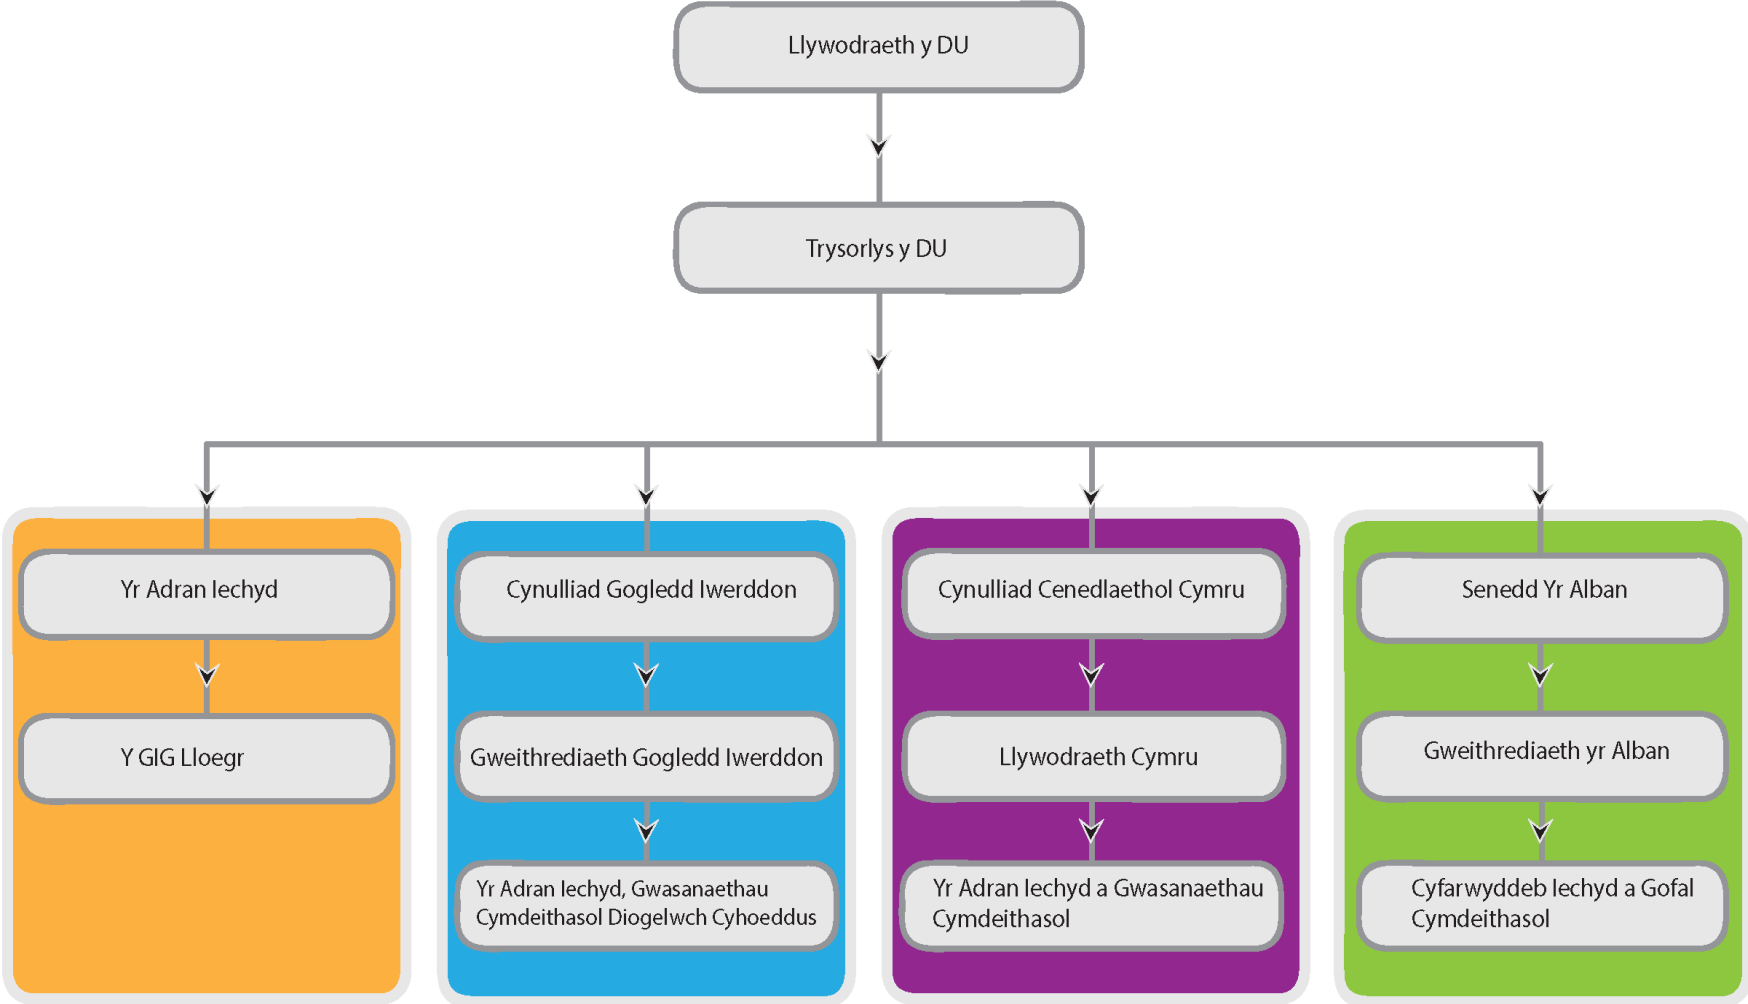 Llywodraeth y DU
Trysorlys y DU
Yr Adran Iechyd
Y GIG Lloegr
Cynulliad Gogledd Iwerddon
Gweithrediaeth Gogledd Iwerddon
Yr Adran Iechyd, Gwasanaethau
Cymdeithasol Diogelwch Cyhoeddus
Cynulliad Cenedlaethol Cymru
Llywodraeth Cymru
Yr Adran Iechyd a Gwasanaethau
Cymdeithasol
Senedd Yr Alban
Gweithrediaeth yr Alban
Cyfarwyddeb Iechyd a Gofal
Cymdeithasol